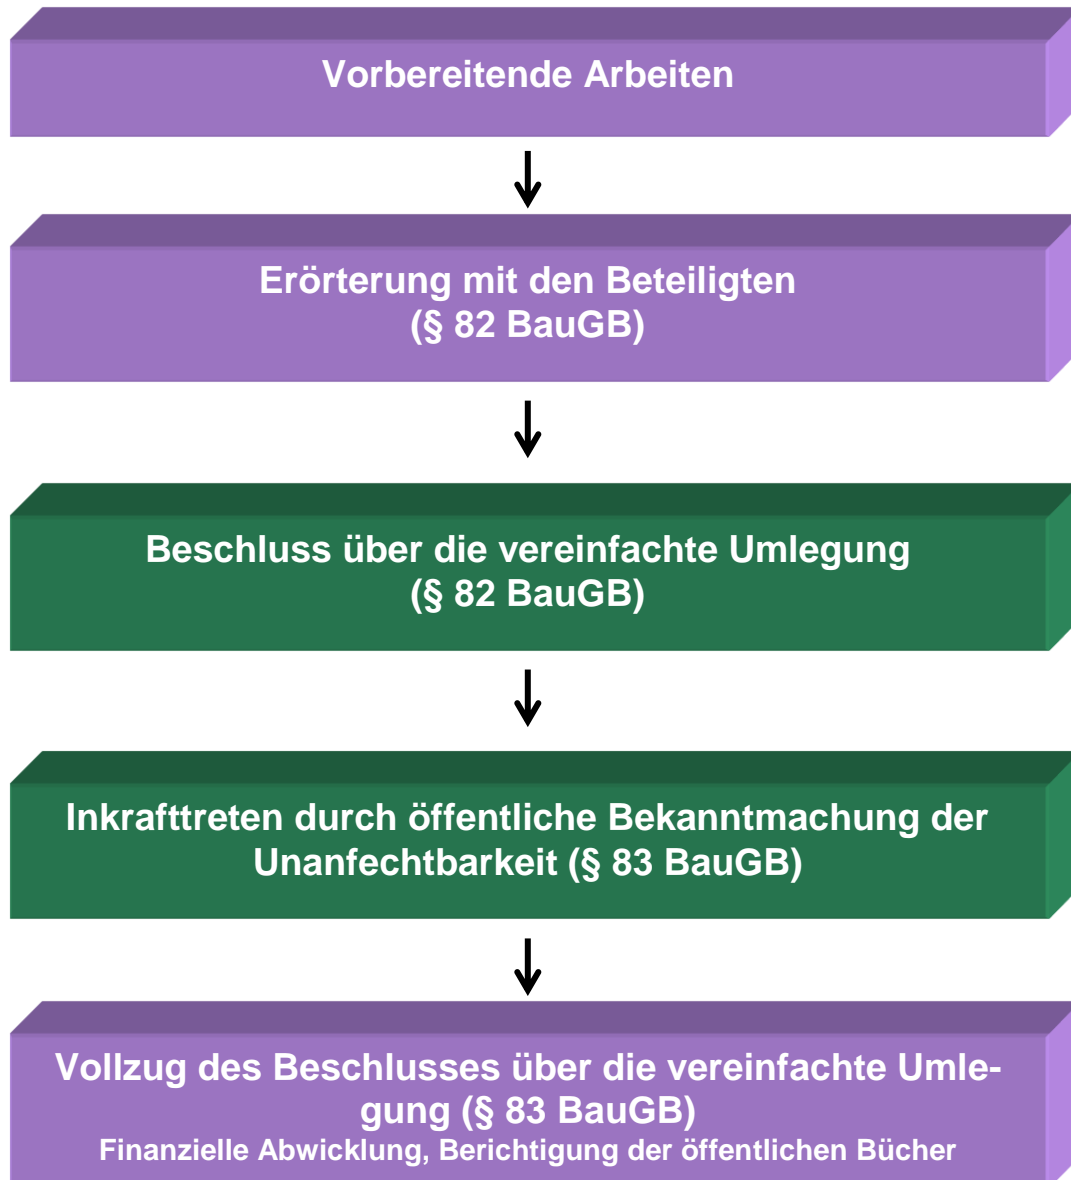 Vorbereitende Arbeiten
Erörterung mit den Beteiligten
(§ 82 BauGB)
Beschluss über die vereinfachte Umlegung
(§ 82 BauGB)
Inkrafttreten durch öffentliche Bekanntmachung der
Unanfechtbarkeit (§ 83 BauGB)
Vollzug des Beschlusses über die vereinfachte Umle-
gung (§ 83 BauGB)
Finanzielle Abwicklung, Berichtigung der öffentlichen Bücher